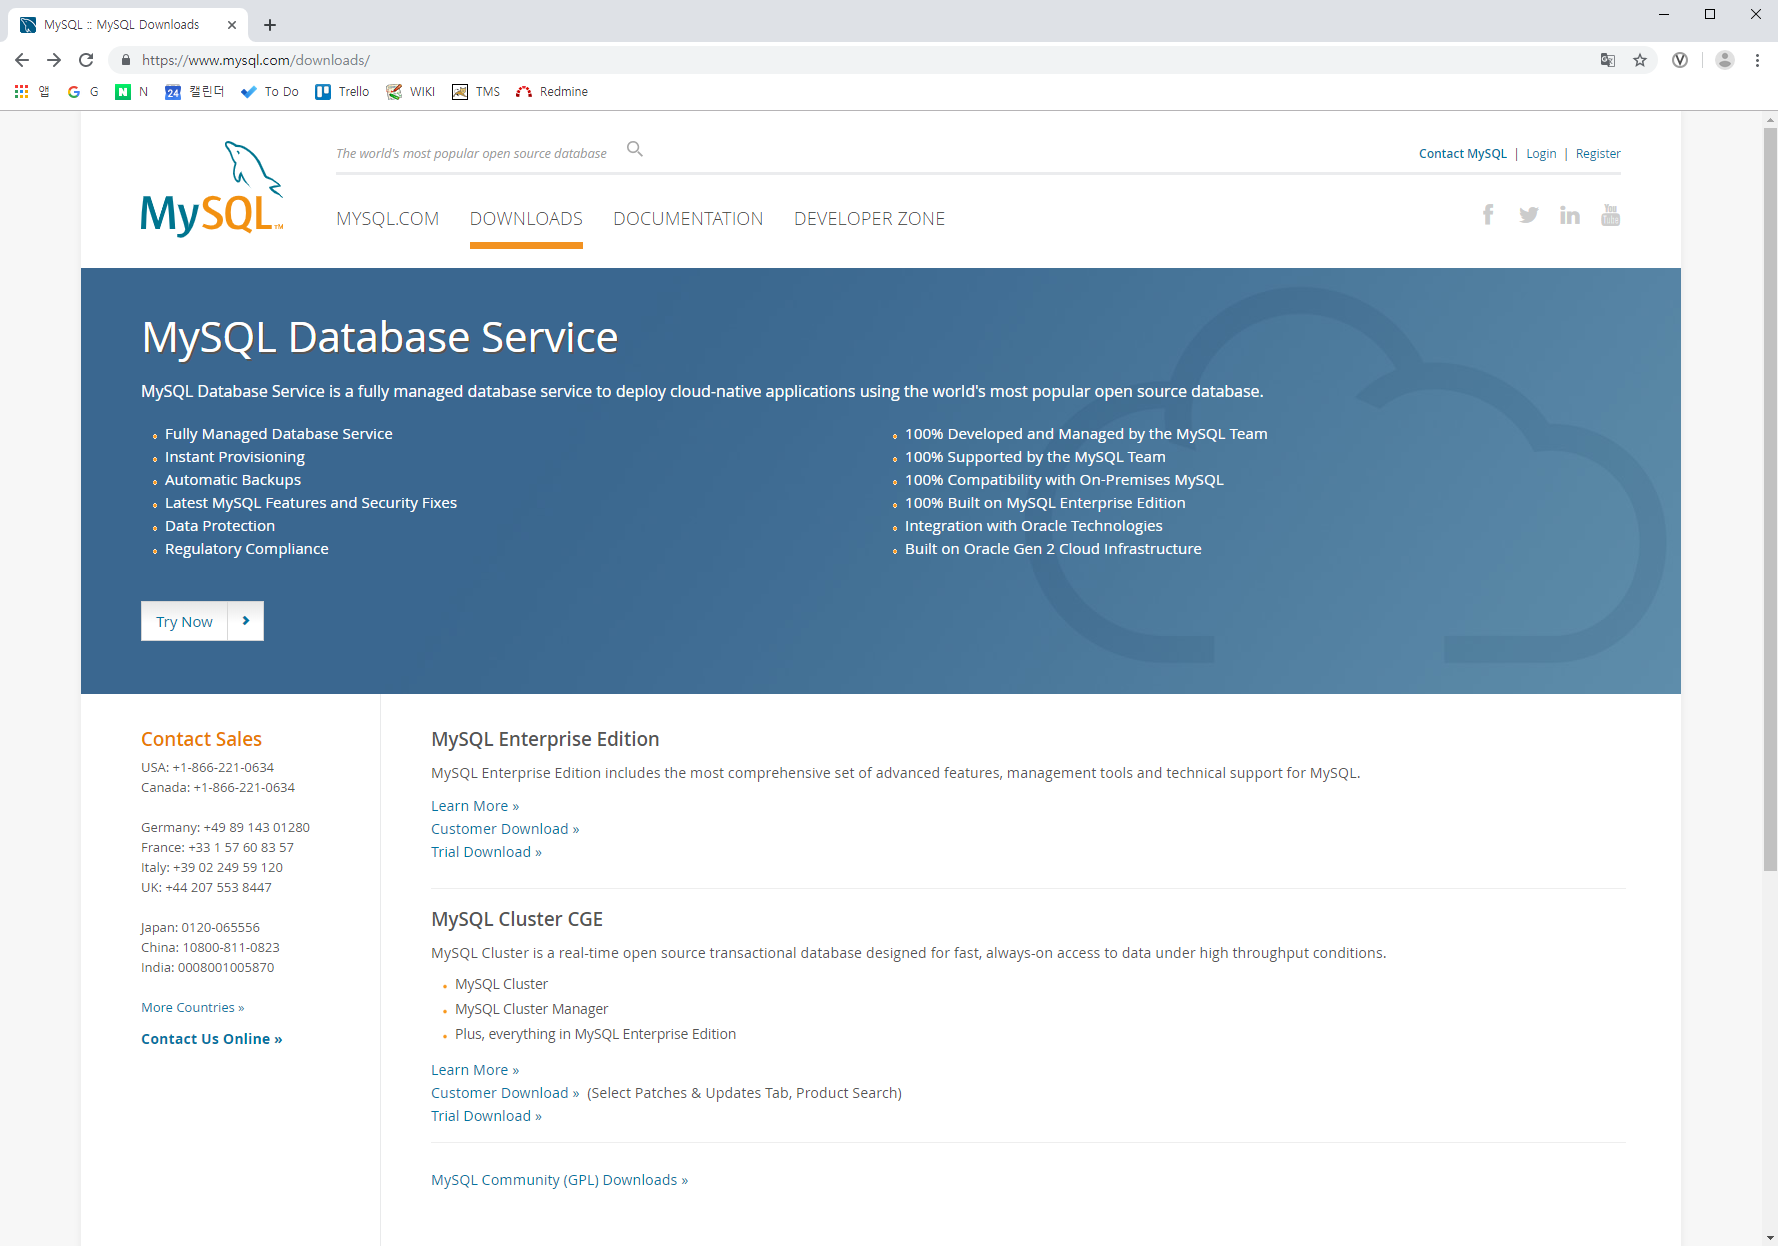 MySQL :: MySQL Downloads
https://www.mysql.com/downloads/
앱
G
N
24
캘린더
To Do
Trello
WIKI
TMS
Redmine
MySQL™
The world's most popular open source database
Contact MySQL | Login | Register
MYSQL.COM DOWNLOADS DOCUMENTATION DEVELOPER ZONE
You Tube
MySQL Database Service
MySQL Database Service is a fully managed database service to deploy cloud-native applications using the world's most popular open source database.
Fully Managed Database Service
Instant Provisioning
Automatic Backups
Latest MySQL Features and Security Fixes
Data Protection
Regulatory Compliance
100% Developed and Managed by the MySQL Team
100% Supported by the MySQL Team
100% Compatibility with On-Premises MySQL
100% Built on MySQL Enterprise Edition
Integration with Oracle Technologies
Built on Oracle Gen 2 Cloud Infrastructure
Try Now
Contact Sales
USA: +1-866-221-0634
Canada: +1-866-221-0634
Germany: +49 89 143 01280
France: +33 1 57 60 83 57
Italy: +39 02 249 59 120
UK: +44 207 553 8447
Japan: 0120-065556
China: 10800-811-0823
India: 0008001005870
More Countries »
Contact Us Online »
MySQL Enterprise Edition
MySQL Enterprise Edition includes the most comprehensive set of advanced features, management tools and technical support for MySQL.
Learn More »
Customer Download »
Trial Download »
MySQL Cluster CGE
MySQL Cluster is a real-time open source transactional database designed for fast, always-on access to data under high throughput conditions.
MySQL Cluster
MySQL Cluster Manager
Plus, everything in MySQL Enterprise Edition
Learn More »
Customer Download » (Select Patches & Updates Tab, Product Search)
Trial Download »
MySQL Community (GPL) Downloads »